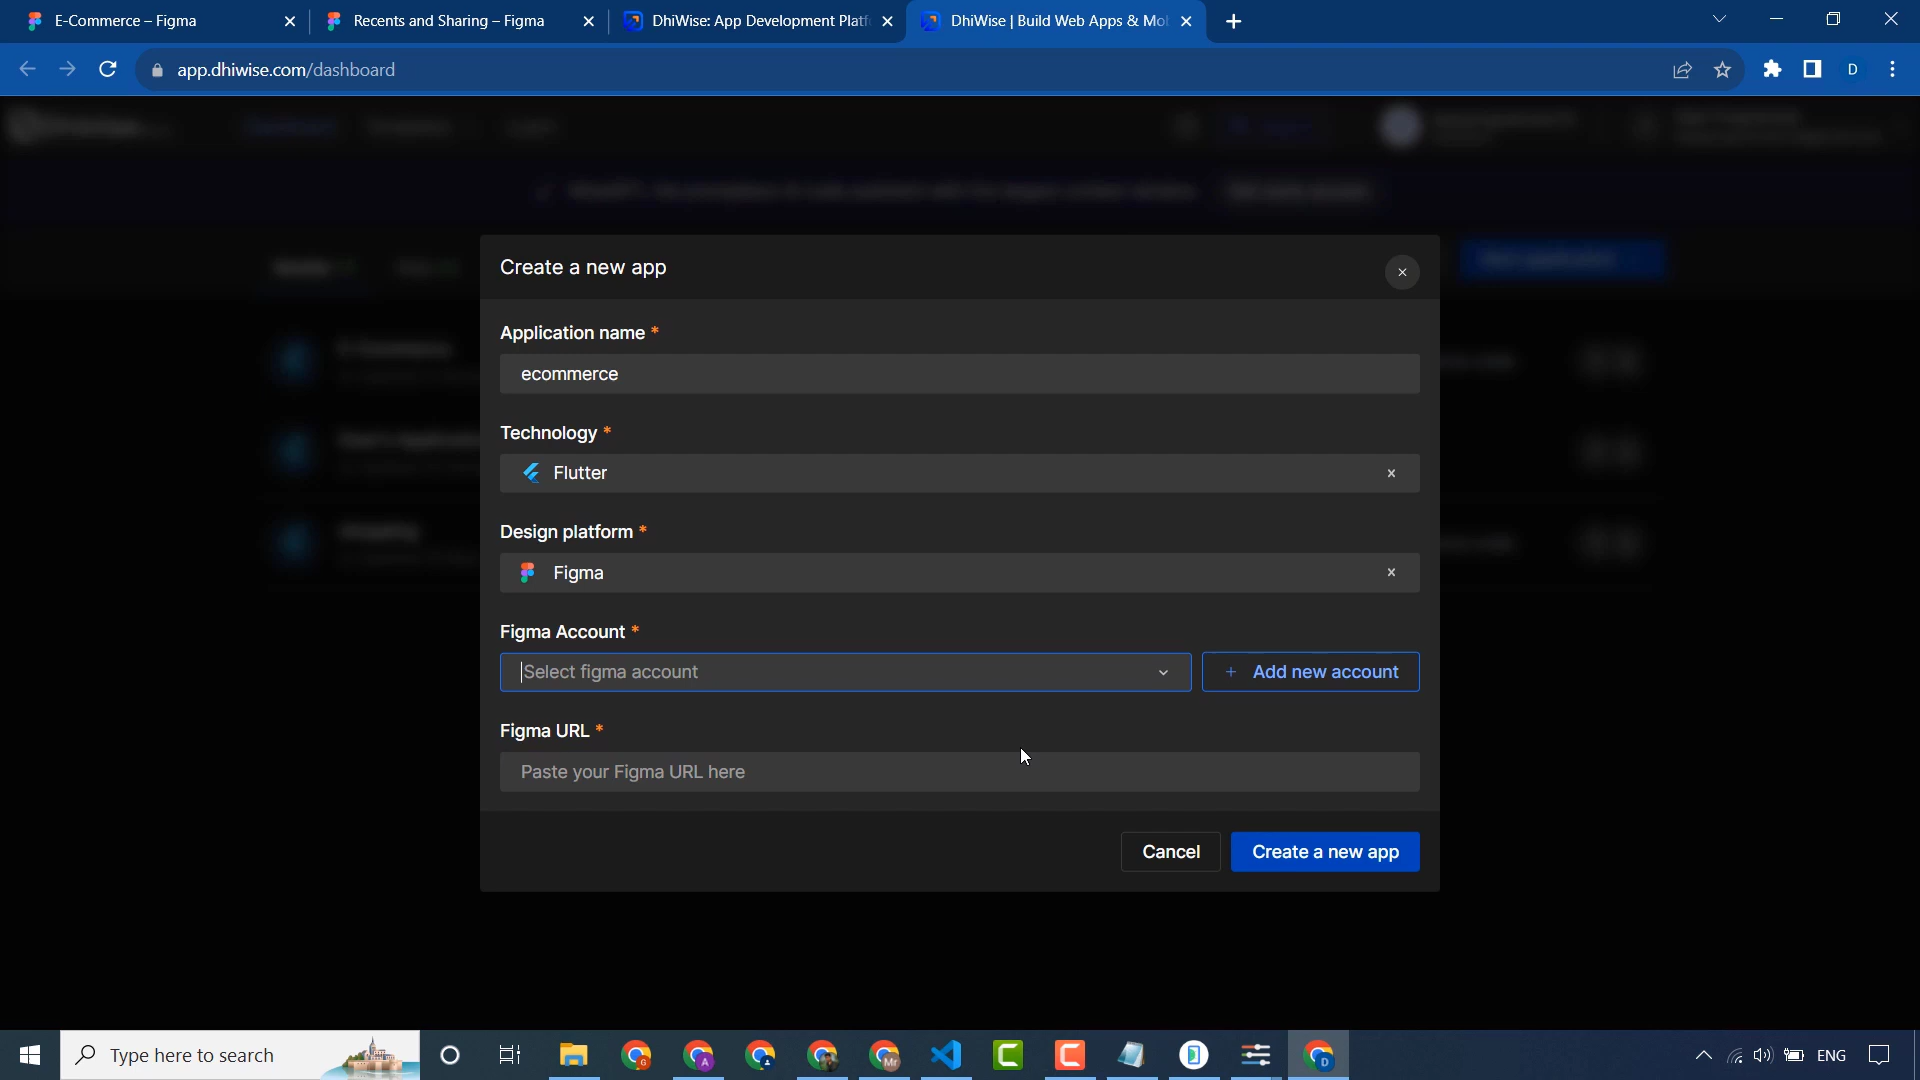 E-Commerce – Figma
Recents and Sharing – Figma
DhiWise: App Development Platf
DhiWise | Build Web Apps & Mo
app.dhiwise.com/dashboard
D
Create a new app
Application name *
ecommerce
Technology *
Flutter
Design platform *
Figma
Figma Account *
Select figma account
+ Add new account
Figma URL *
Paste your Figma URL here
Cancel
Create a new app
Type here to search
ENG